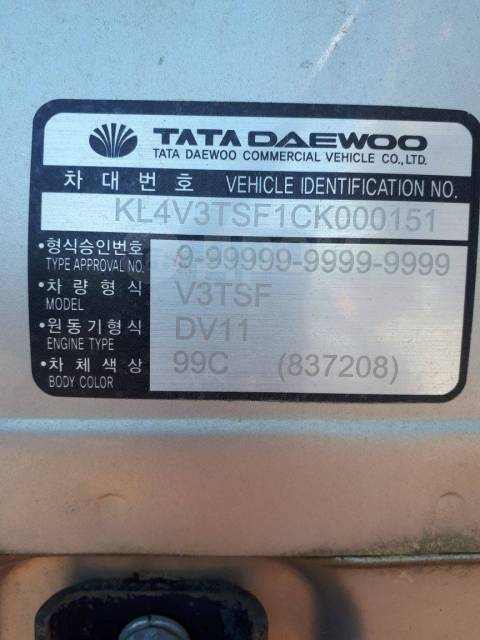 TATA DAEWOO
TATA DAEWOO COMMERCIAL VEHICLE CO., LTD.
차 대 번 호 VEHICLE IDENTIFICATION NO.
KL4V3TSF1CK000151
•형식승인번호 9-99999-9999-9999
TYPE APPROVAL NO.
•차 량 형 식 V3TSF
MODEL
•원동기형식 DV11
ENGINE TYPE
•차 체 색 상 99C (837208)
BODY COLOR